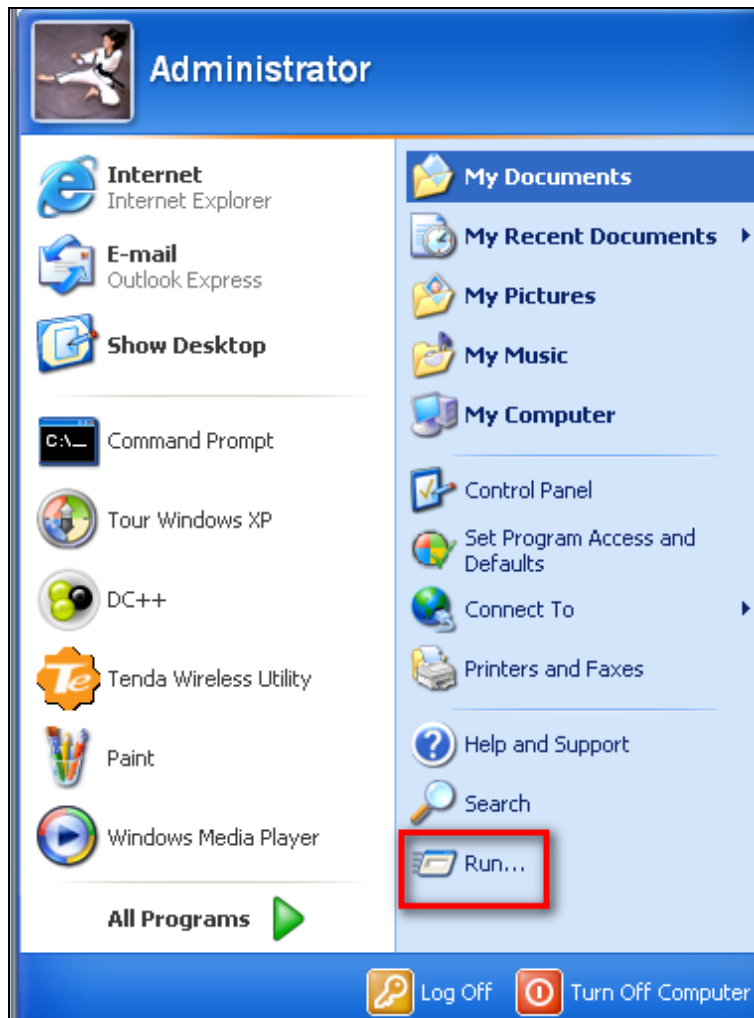 Administrator
Internet
Internet Explorer
E-mail
Outlook Express
Show Desktop
C:\_
Command Prompt
Tour Windows XP
DC++
Te
Tenda Wireless Utility
Paint
Windows Media Player
All Programs
My Documents
My Recent Documents
My Pictures
My Music
My Computer
Control Panel
Set Program Access and
Defaults
Connect To
Printers and Faxes
Help and Support
Search
Run...
Log Off
Turn Off Computer